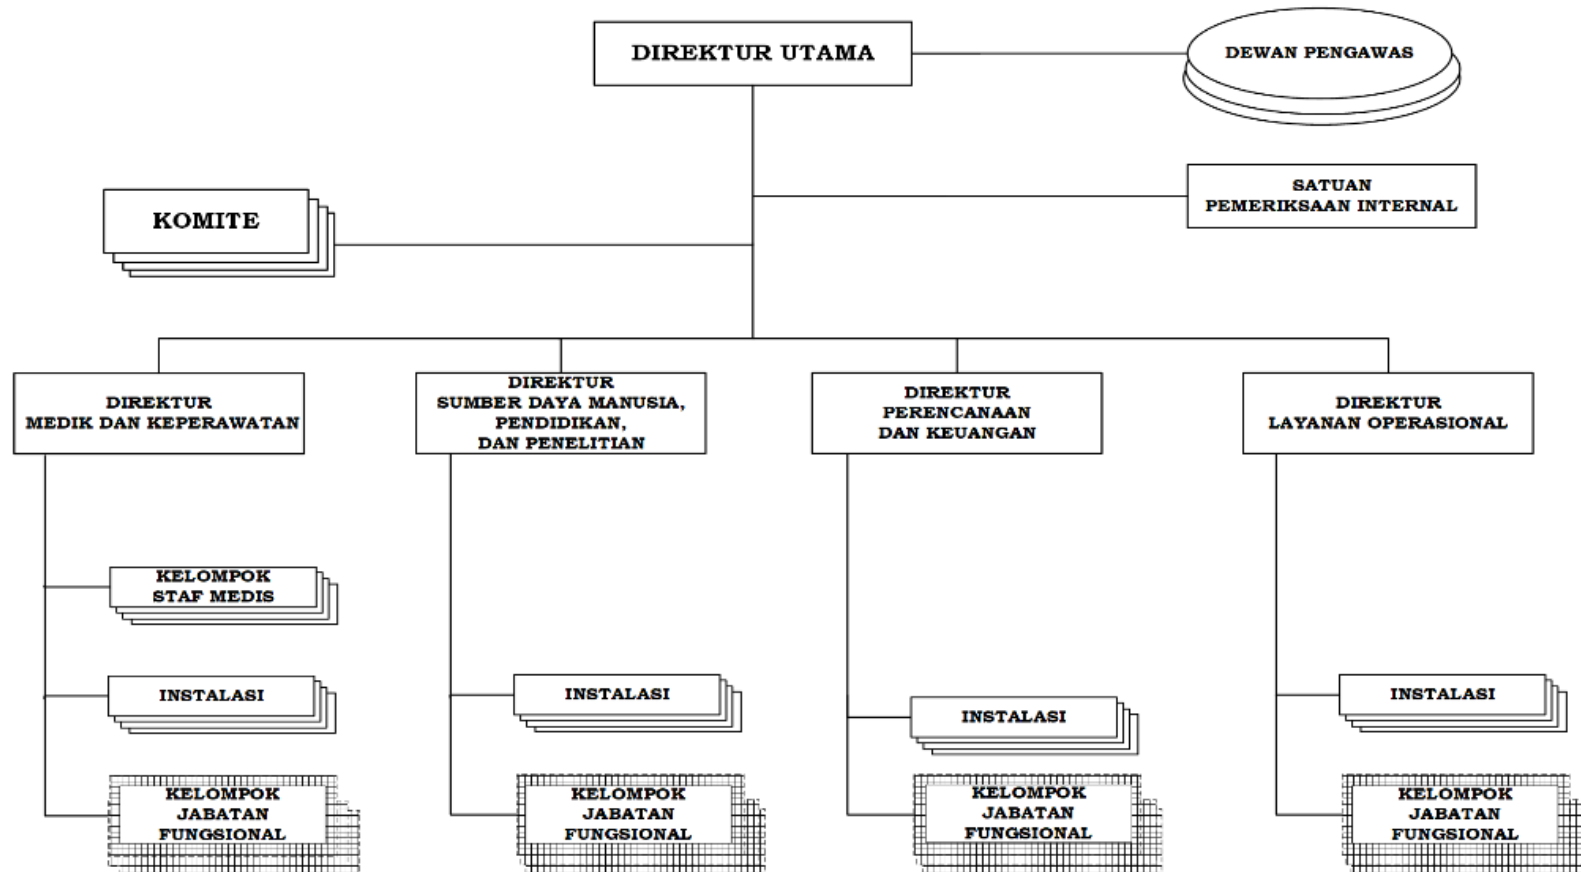 DIREKTUR UTAMA
DEWAN PENGAWAS
SATUAN
PEMERIKSAAN INTERNAL
KOMITE
DIREKTUR
MEDIK DAN KEPERAWATAN
DIREKTUR
SUMBER DAYA MANUSIA,
PENDIDIKAN,
DAN PENELITIAN
DIREKTUR
PERENCANAAN
DAN KEUANGAN
DIREKTUR
LAYANAN OPERASIONAL
KELOMPOK
STAF MEDIS
INSTALASI
INSTALASI
INSTALASI
INSTALASI
KELOMPOK
JABATAN
FUNGSIONAL
KELOMPOK
JABATAN
FUNGSIONAL
KELOMPOK
JABATAN
FUNGSIONAL
KELOMPOK
JABATAN
FUNGSIONAL